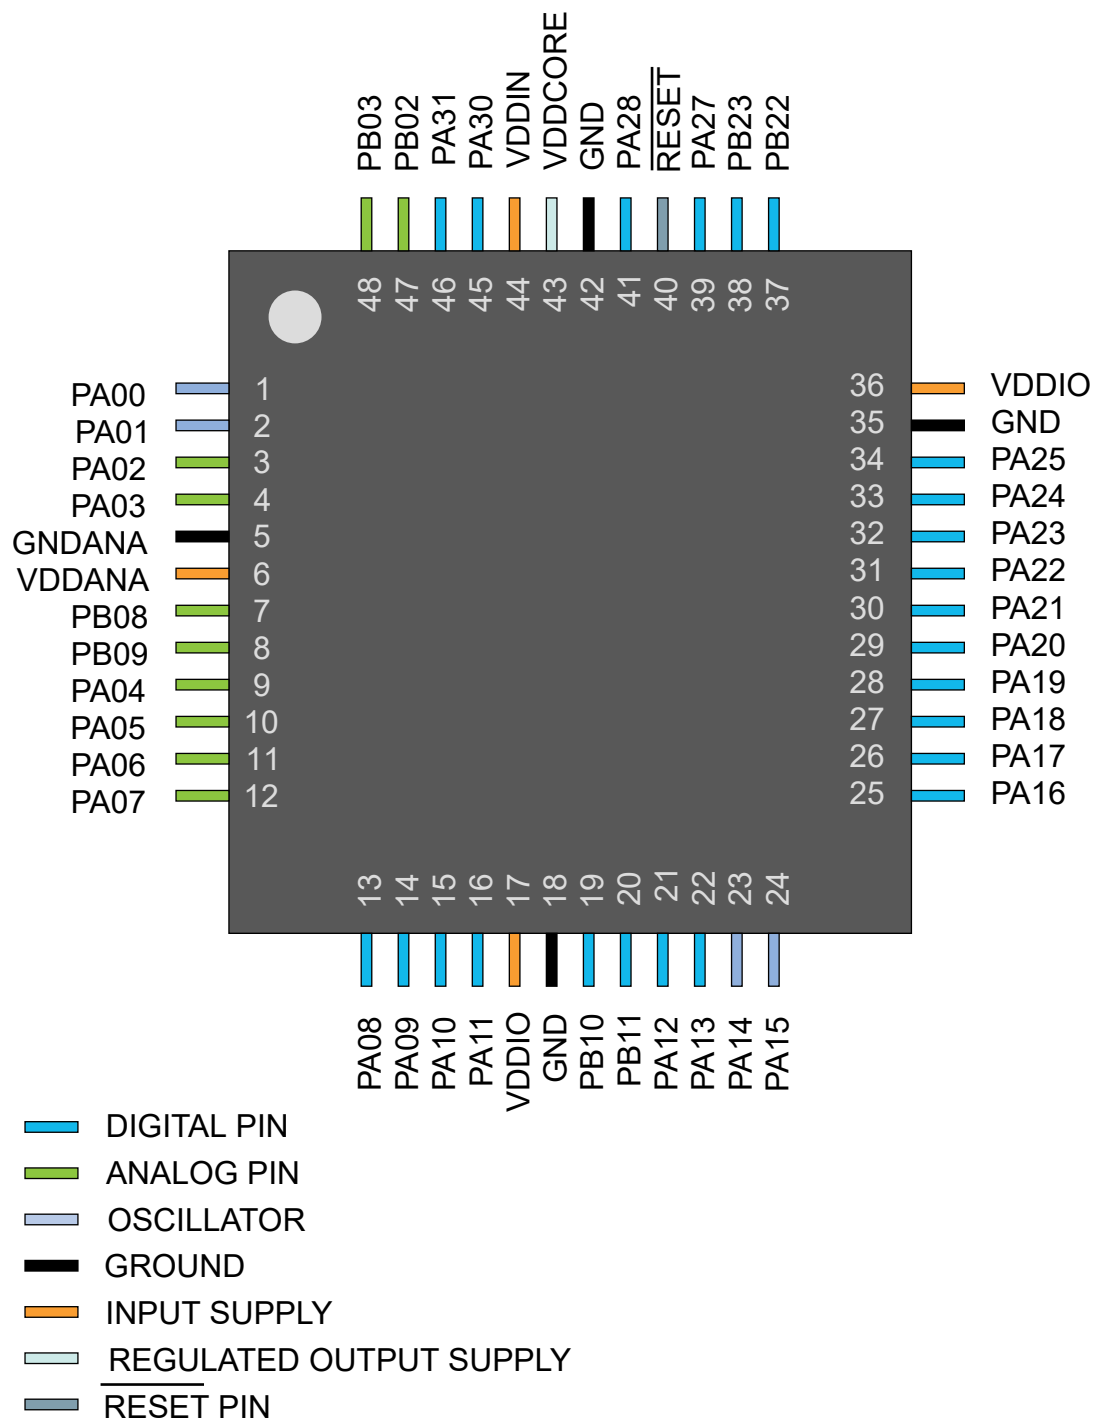 PB03
PB02
PA31
PA30
VDDIN
VDDCORE
GND
PA28
RESET
PA27
PB23
PB22
48
47
46
45
44
43
42
41
40
39
38
37
PA00 1
PA01 2
PA02 3
PA03 4
GNDANA 5
VDDANA 6
PB08 7
PB09 8
PA04 9
PA05 10
PA06 11
PA07 12
36 VDDIO
35 GND
34 PA25
33 PA24
32 PA23
31 PA22
30 PA21
29 PA20
28 PA19
27 PA18
26 PA17
25 PA16
13
14
15
16
17
18
19
20
21
22
23
24
PA08
PA09
PA10
PA11
VDDIO
GND
PB10
PB11
PA12
PA13
PA14
PA15
DIGITAL PIN
ANALOG PIN
OSCILLATOR
GROUND
INPUT SUPPLY
REGULATED OUTPUT SUPPLY
RESET PIN